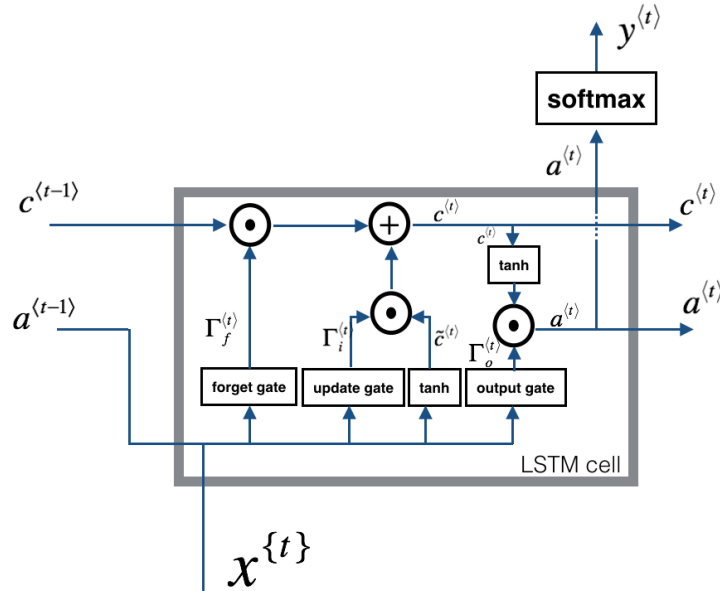 y⟨t⟩
softmax
a⟨t⟩
c⟨t−1⟩
c⟨t⟩
c⟨t⟩
c⟨t⟩
tanh
a⟨t−1⟩
Γf⟨t⟩
Γi⟨t⟩
c̃⟨t⟩
Γo⟨t⟩
a⟨t⟩
a⟨t⟩
forget gate
update gate
tanh
output gate
LSTM cell
x{t}